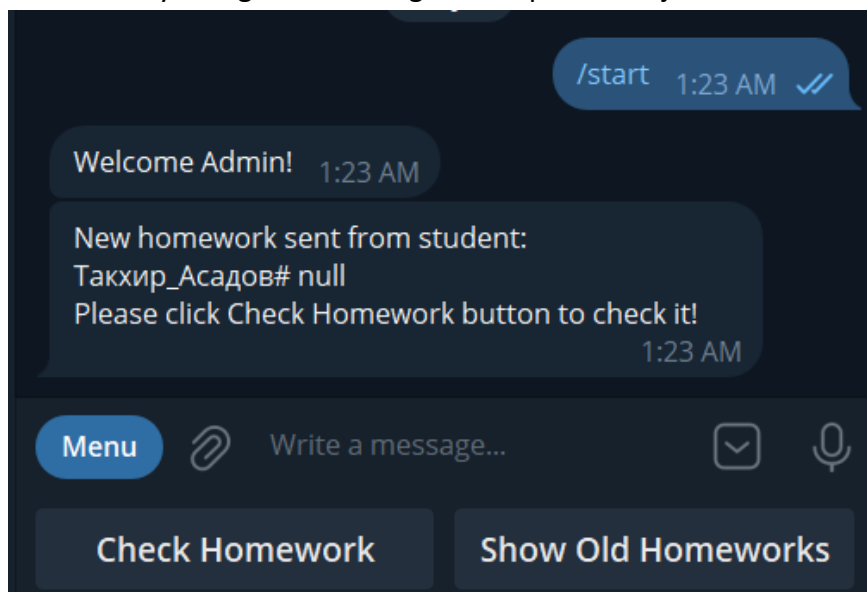 /start 1:23 AM
Welcome Admin! 1:23 AM
New homework sent from student:
Такхир_Асадов# null
Please click Check Homework button to check it!
1:23 AM
Menu Write a message...
Check Homework Show Old Homeworks